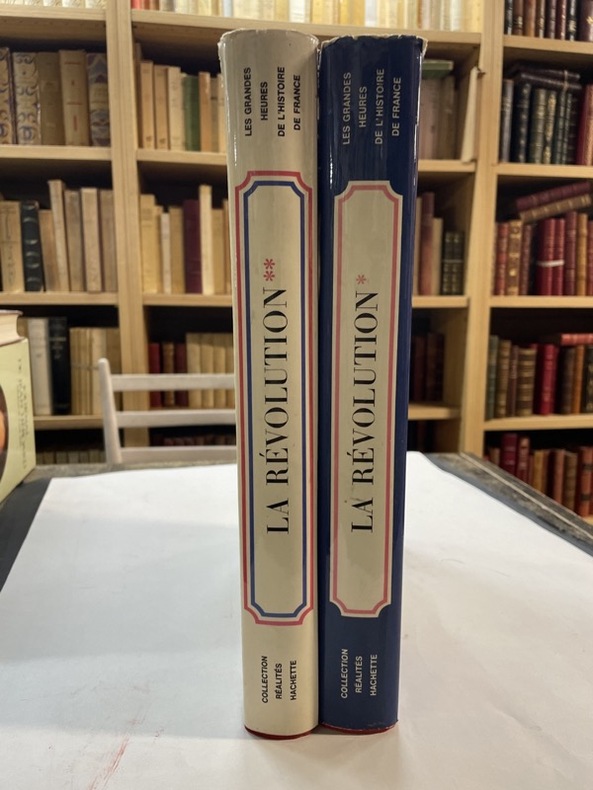 LES GRANDES
HEURES
DE L'HISTOIRE
DE FRANCE
LA RÉVOLUTION**
COLLECTION
RÉALITÉS
HACHETTE
LES GRANDES
HEURES
DE L'HISTOIRE
DE FRANCE
LA RÉVOLUTION*
COLLECTION
RÉALITÉS
HACHETTE